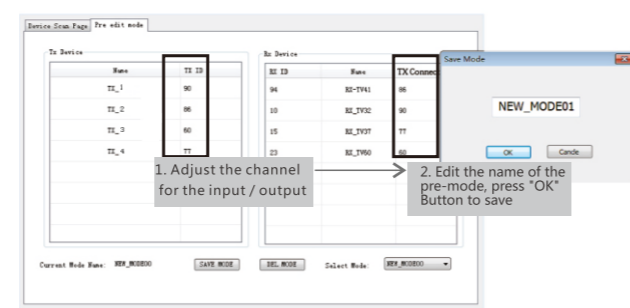 Device Scan Page Pre edit mode
Tx Device
Name TX ID
TX_1 90
TX_2 86
TX_3 60
TX_4 77
Rx Device
RX ID Name TX Connec
94 RX-TV41 86
10 RX_TV32 90
15 RX_TV37 77
23 RX_TV60 60
Save Mode
NEW_MODE01
OK Cancle
1. Adjust the channel
for the input / output
2. Edit the name of the
pre-mode, press "OK"
Button to save
Current Mode Name: NEW_MODE00 SAVE MODE DEL MODE Select Mode: NEW_MODE00